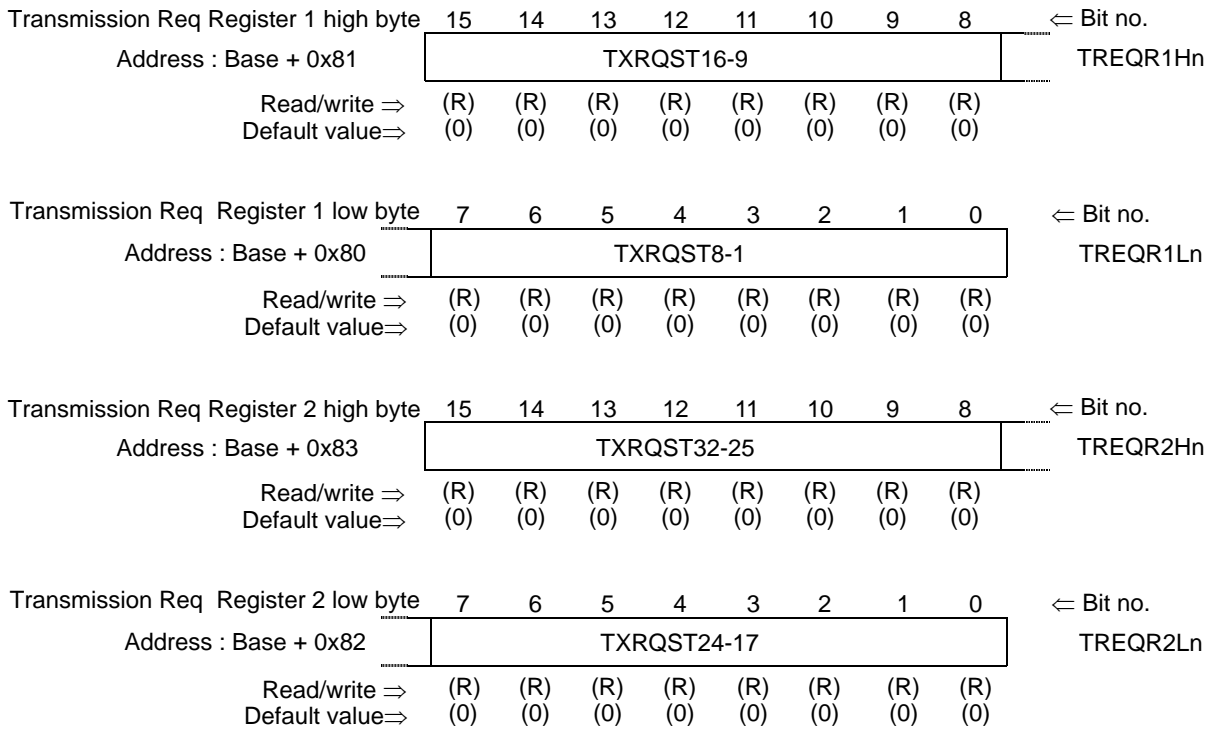 Transmission Req Register 1 high byte 15 14 13 12 11 10 9 8 ⇐ Bit no.
Address : Base + 0x81 TXRQST16-9 TREQR1Hn
Read/write ⇒ (R) (R) (R) (R) (R) (R) (R) (R)
Default value⇒ (0) (0) (0) (0) (0) (0) (0) (0)
Transmission Req Register 1 low byte 7 6 5 4 3 2 1 0 ⇐ Bit no.
Address : Base + 0x80 TXRQST8-1 TREQR1Ln
Read/write ⇒ (R) (R) (R) (R) (R) (R) (R) (R)
Default value⇒ (0) (0) (0) (0) (0) (0) (0) (0)
Transmission Req Register 2 high byte 15 14 13 12 11 10 9 8 ⇐ Bit no.
Address : Base + 0x83 TXRQST32-25 TREQR2Hn
Read/write ⇒ (R) (R) (R) (R) (R) (R) (R) (R)
Default value⇒ (0) (0) (0) (0) (0) (0) (0) (0)
Transmission Req Register 2 low byte 7 6 5 4 3 2 1 0 ⇐ Bit no.
Address : Base + 0x82 TXRQST24-17 TREQR2Ln
Read/write ⇒ (R) (R) (R) (R) (R) (R) (R) (R)
Default value⇒ (0) (0) (0) (0) (0) (0) (0) (0)